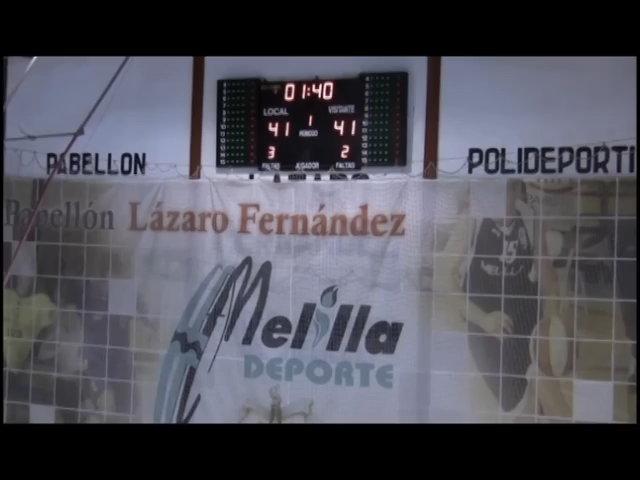 01:40
LOCAL VISITANTE
1
41 PERIODO 41
3 2
FALTAS JUGADOR FALTAS
PABELLON POLIDEPORTI
Pabellón Lázaro Fernández
Melilla
DEPORTE